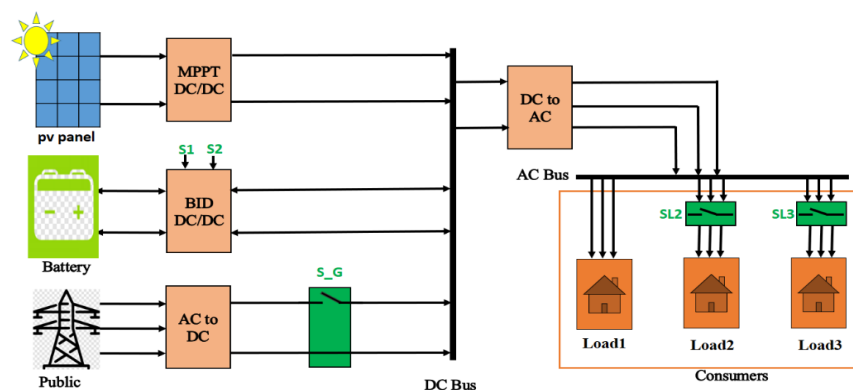 MPPT
DC/DC
pv panel
DC to
AC
S1 S2
BID
DC/DC
Battery
AC Bus
SL2
SL3
S_G
AC to
DC
Load1
Load2
Load3
Public
DC Bus
Consumers